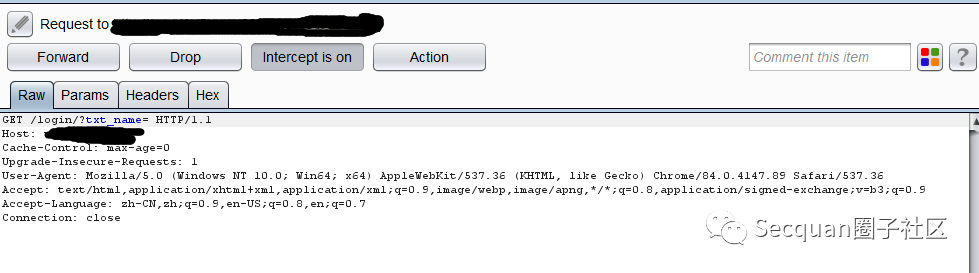 Request to
Forward Drop Intercept is on Action Comment this item ?
Raw Params Headers Hex
GET /login/?txt_name= HTTP/1.1
Host:
Cache-Control: max-age=0
Upgrade-Insecure-Requests: 1
User-Agent: Mozilla/5.0 (Windows NT 10.0; Win64; x64) AppleWebKit/537.36 (KHTML, like Gecko) Chrome/84.0.4147.89 Safari/537.36
Accept: text/html,application/xhtml+xml,application/xml;q=0.9,image/webp,image/apng,*/*;q=0.8,application/signed-exchange;v=b3;q=0.9
Accept-Language: zh-CN,zh;q=0.9,en-US;q=0.8,en;q=0.7
Connection: close
Secquan圈子社区